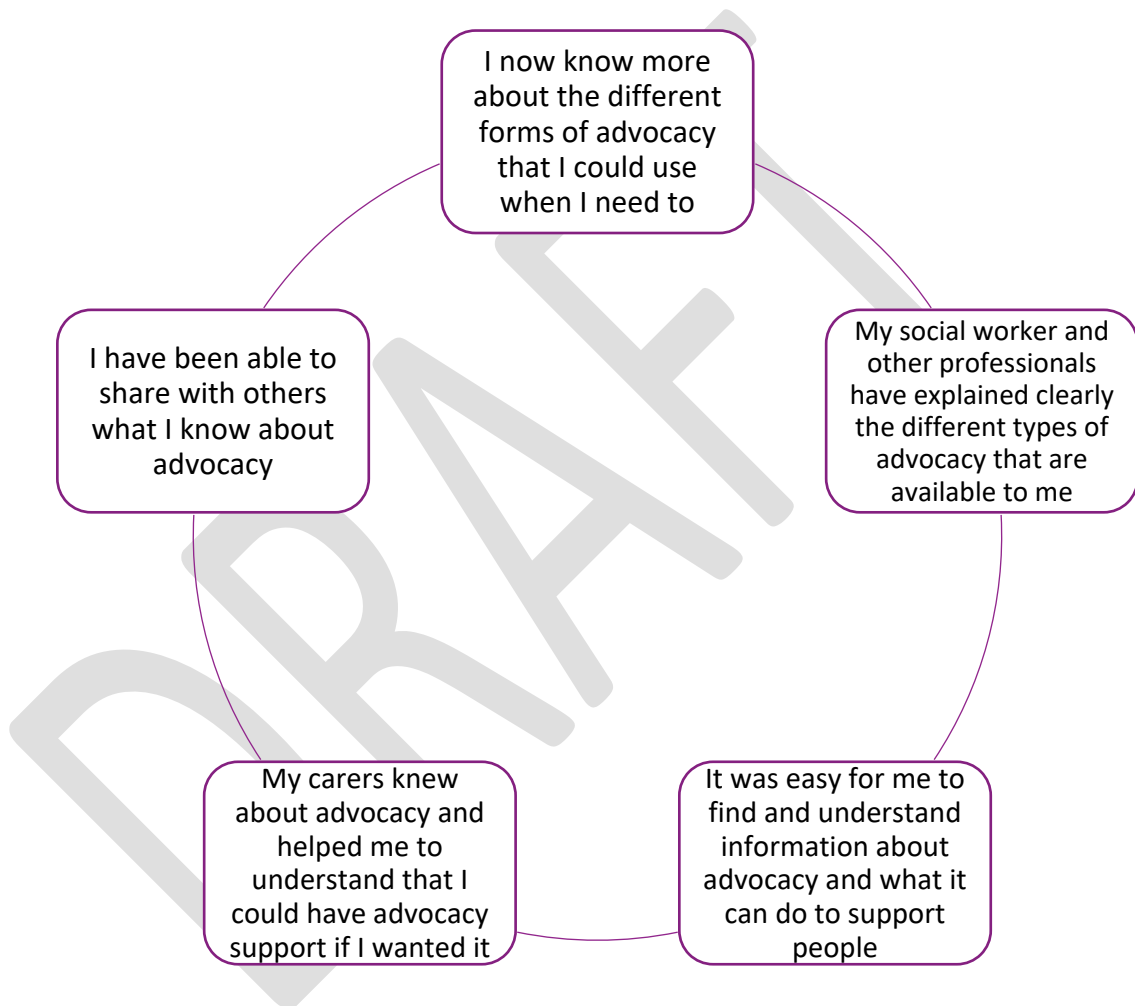 I now know more
about the different
forms of advocacy
that I could use
when I need to
My social worker and
other professionals
have explained clearly
the different types of
advocacy that are
available to me
It was easy for me to
find and understand
information about
advocacy and what it
can do to support
people
My carers knew
about advocacy and
helped me to
understand that I
could have advocacy
support if I wanted it
I have been able to
share with others
what I know about
advocacy
DRAFT